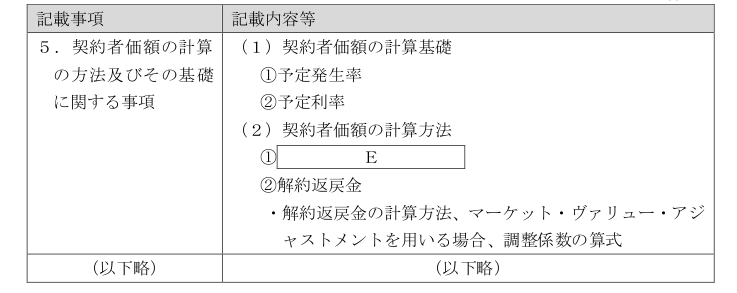 記載事項
記載内容等
５．契約者価額の計算
の方法及びその基礎
に関する事項
（１）契約者価額の計算基礎
①予定発生率
②予定利率
（２）契約者価額の計算方法
① E
②解約返戻金
・解約返戻金の計算方法、マーケット・ヴァリュー・アジ
ャストメントを用いる場合、調整係数の算式
（以下略）
（以下略）